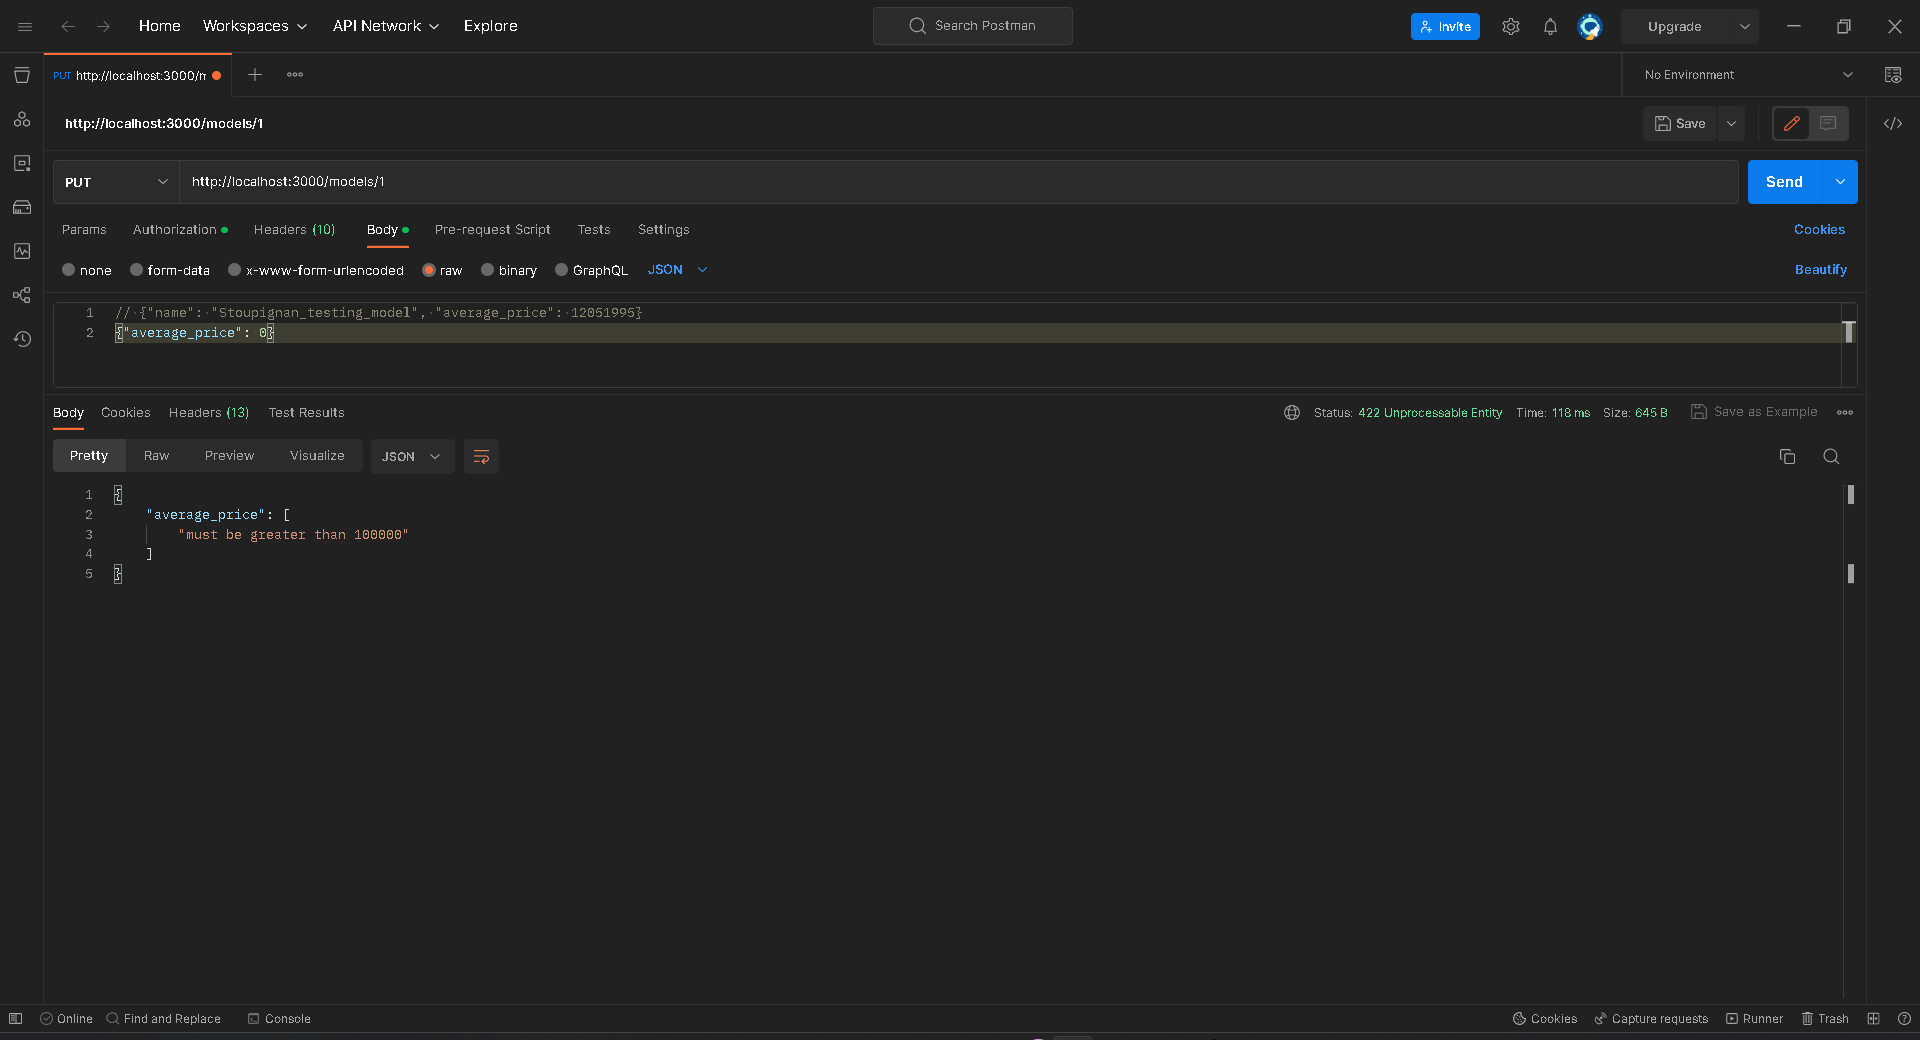 Home Workspaces API Network Explore Search Postman Invite Upgrade
PUT http://localhost:3000/m No Environment
http://localhost:3000/models/1 Save
PUT http://localhost:3000/models/1 Send
Params Authorization Headers (10) Body Pre-request Script Tests Settings Cookies
none form-data x-www-form-urlencoded raw binary GraphQL JSON Beautify
1 // {"name": "Stoupignan_testing_model", "average_price": 12051995}
2 {"average_price": 0}
Body Cookies Headers (13) Test Results Status: 422 Unprocessable Entity Time: 118 ms Size: 645 B Save as Example
Pretty Raw Preview Visualize JSON
1 {
2 "average_price": [
3 "must be greater than 100000"
4 ]
5 }
Online Find and Replace Console Cookies Capture requests Runner Trash